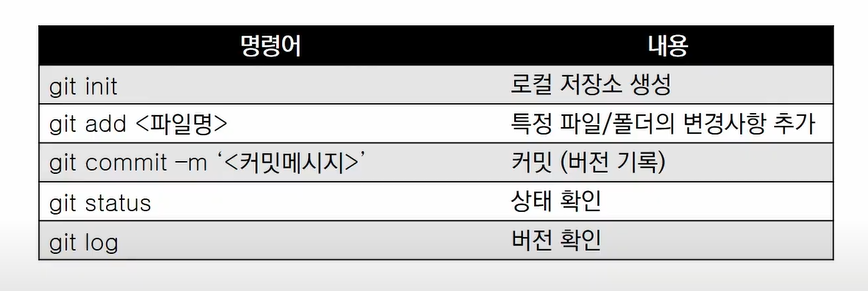 명령어 내용
git init 로컬 저장소 생성
git add <파일명> 특정 파일/폴더의 변경사항 추가
git commit –m ‘<커밋메시지>’ 커밋 (버전 기록)
git status 상태 확인
git log 버전 확인